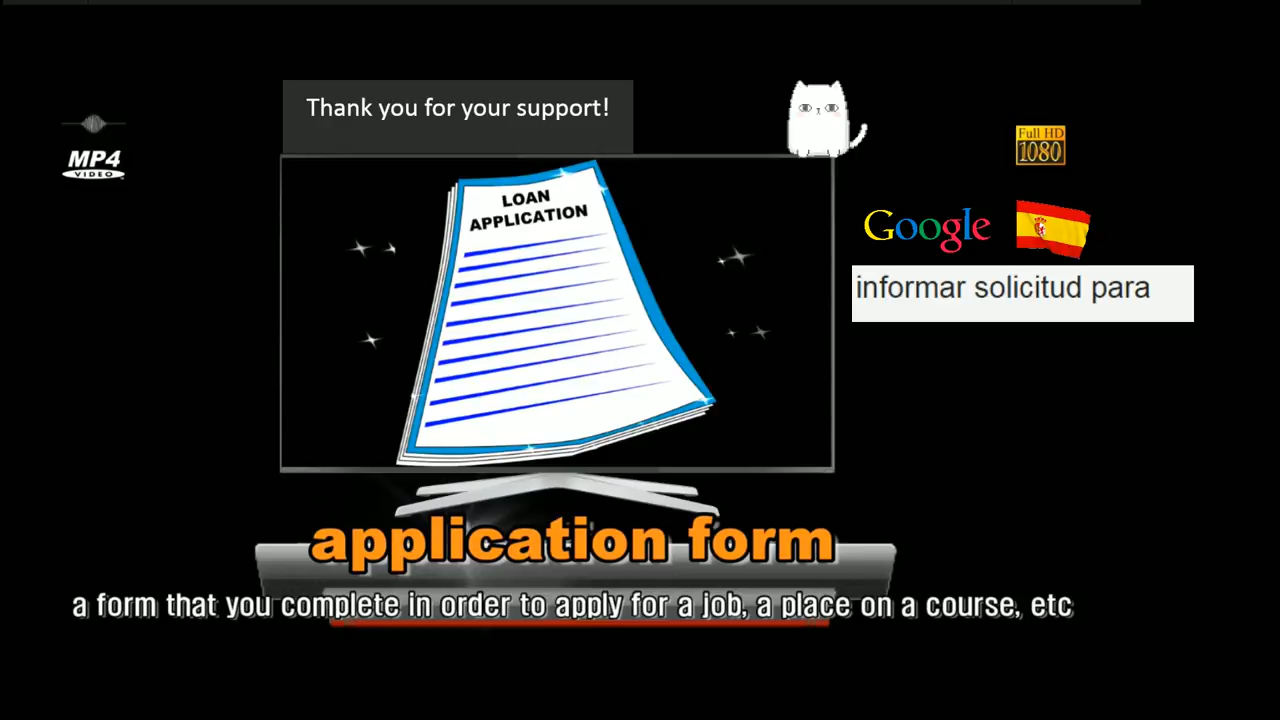 Thank you for your support!
MP4
VIDEO
Full HD
1080
LOAN
APPLICATION
Google
informar solicitud para
application form
a form that you complete in order to apply for a job, a place on a course, etc